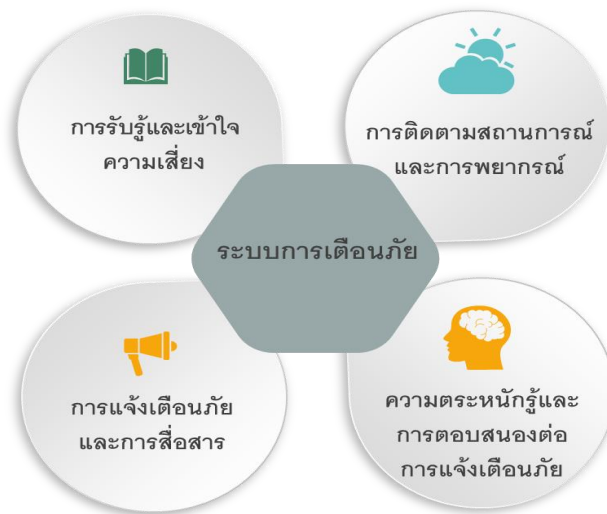 การรับรู้และเข้าใจ
ความเสี่ยง
การติดตามสถานการณ์
และการพยากรณ์
ระบบการเตือนภัย
การแจ้งเตือนภัย
และการสื่อสาร
ความตระหนักรู้และ
การตอบสนองต่อ
การแจ้งเตือนภัย